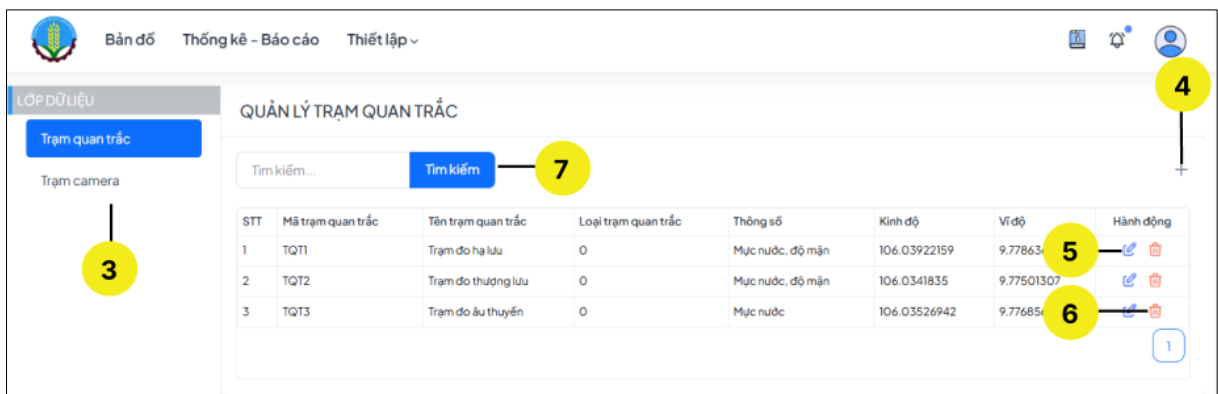 Bản đồ Thống kê - Báo cáo Thiết lập
4
LỚP DỮ LIỆU
QUẢN LÝ TRẠM QUAN TRẮC
Trạm quan trắc
Tìm kiếm... Tìm kiếm 7
Trạm camera
STT Mã trạm quan trắc Tên trạm quan trắc Loại trạm quan trắc Thông số Kinh độ Vĩ độ Hành động
1 TQT1 Trạm đo hạ lưu 0 Mực nước, độ mặn 106.03922159 5
3
2 TQT2 Trạm đo thượng lưu 0 Mực nước, độ mặn 106.0341835 9.77501307
3 TQT3 Trạm đo âu thuyền 0 Mực nước 106.03526942 6
1